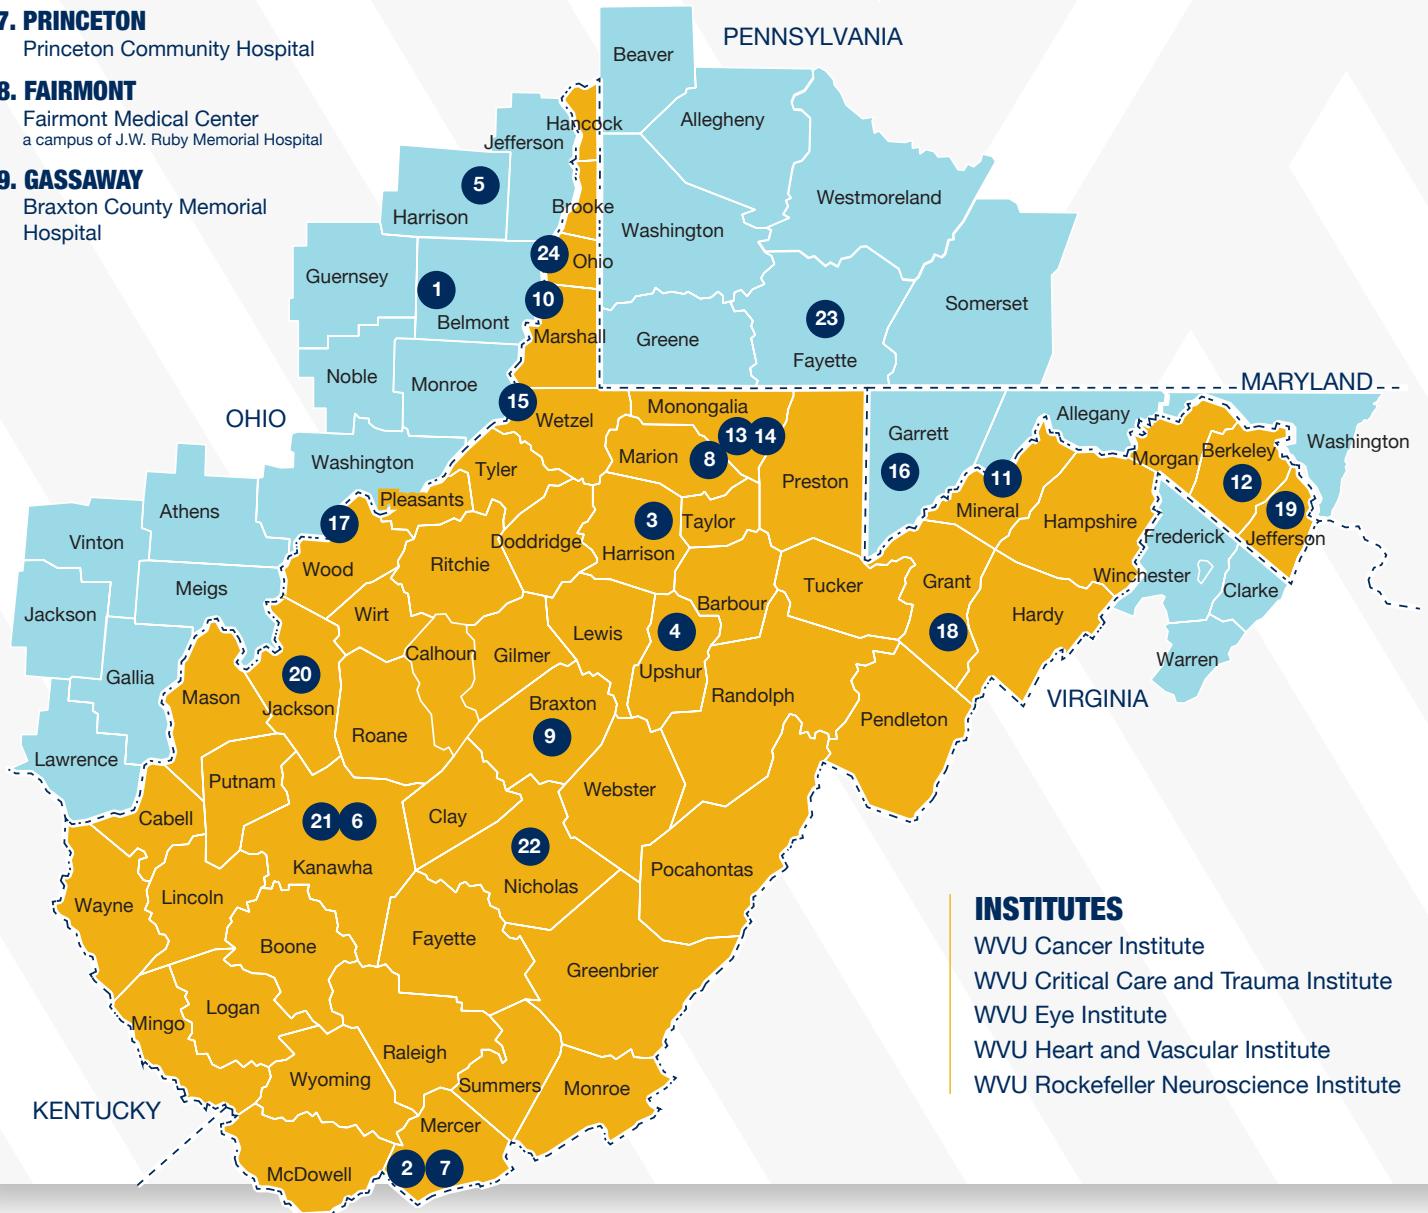 7. PRINCETON
Princeton Community Hospital
8. FAIRMONT
Fairmont Medical Center
a campus of J.W. Ruby Memorial Hospital
9. GASSAWAY
Braxton County Memorial
Hospital
PENNSYLVANIA
Beaver
Allegheny
Hancock
Jefferson
5
Harrison
Westmoreland
Brooke
Washington
24
Ohio
Guernsey
1
10
Somerset
Belmont
23
Marshall
Greene
Fayette
Noble
Monroe
MARYLAND
15
OHIO
Wetzel
Monongalia
Allegany
13
14
Garrett
Washington
Marion
8
Morgan
Berkeley
Washington
Tyler
16
11
12
Preston
Pleasants
Athens
17
3
Taylor
Mineral
Hampshire
19
Vinton
Doddridge
Harrison
Frederick
Jefferson
Wood
Ritchie
Winchester
Meigs
Tucker
Grant
Clarke
Jackson
Wirt
Barbour
Hardy
4
18
Lewis
Calhoun
Gilmer
Warren
Gallia
20
Upshur
Mason
Jackson
Braxton
Randolph
VIRGINIA
Roane
9
Pendleton
Lawrence
Putnam
Webster
Cabell
21
6
Clay
22
Kanawha
Nicholas
Pocahontas
Lincoln
Wayne
Boone
Fayette
Greenbrier
INSTITUTES
WVU Cancer Institute
WVU Critical Care and Trauma Institute
WVU Eye Institute
WVU Heart and Vascular Institute
WVU Rockefeller Neuroscience Institute
Logan
Mingo
Raleigh
Wyoming
Summers
Monroe
KENTUCKY
Mercer
McDowell
2
7